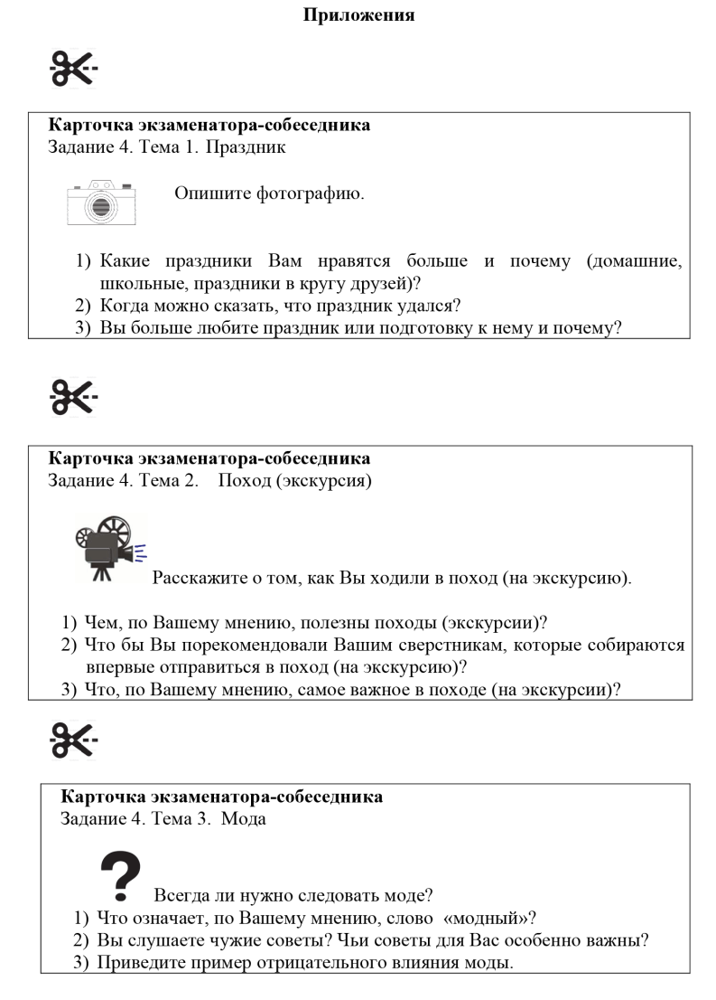 Приложения
Карточка экзаменатора-собеседника
Задание 4. Тема 1. Праздник
Опишите фотографию.
1) Какие праздники Вам нравятся больше и почему (домашние,
школьные, праздники в кругу друзей)?
2) Когда можно сказать, что праздник удался?
3) Вы больше любите праздник или подготовку к нему и почему?
Карточка экзаменатора-собеседника
Задание 4. Тема 2. Поход (экскурсия)
Расскажите о том, как Вы ходили в поход (на экскурсию).
1) Чем, по Вашему мнению, полезны походы (экскурсии)?
2) Что бы Вы порекомендовали Вашим сверстникам, которые собираются
впервые отправиться в поход (на экскурсию)?
3) Что, по Вашему мнению, самое важное в походе (на экскурсии)?
Карточка экзаменатора-собеседника
Задание 4. Тема 3. Мода
? Всегда ли нужно следовать моде?
1) Что означает, по Вашему мнению, слово «модный»?
2) Вы слушаете чужие советы? Чьи советы для Вас особенно важны?
3) Приведите пример отрицательного влияния моды.